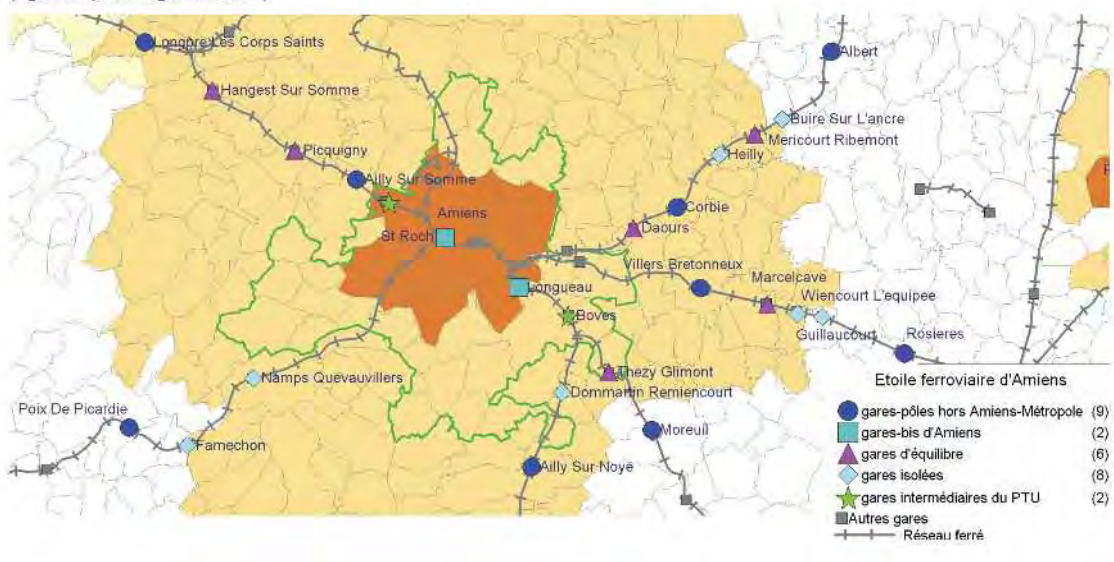 Longpre Les Corps Saints
Albert
Hangest Sur Somme
Buire Sur L'ancre
Mericourt Ribemont
Heilly
Picquigny
Ailly Sur Somme
Amiens
Corbie
St Roch
Daours
Villers Bretonneux
Marcelcave
Longueau
Wiencourt L'equipee
Boves
Guillaucourt
Rosieres
Namps Quevauvillers
Thezy Glimont
Dommartin Remiencourt
Poix De Picardie
Moreuil
Famechon
Ailly Sur Noye
Etoile ferroviaire d'Amiens
gares-pôles hors Amiens-Métropole (9)
gares-bis d'Amiens (2)
gares d'équilibre (6)
gares isolées (8)
gares intermédiaires du PTU (2)
Autres gares
Réseau ferré